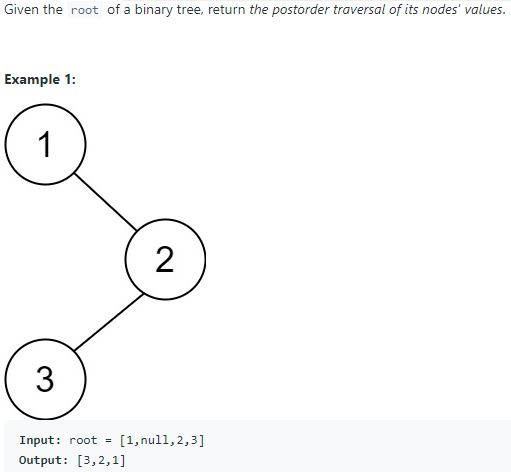 Given the root of a binary tree, return the postorder traversal of its nodes' values.
Example 1:
1
2
3
Input: root = [1,null,2,3]
Output: [3,2,1]